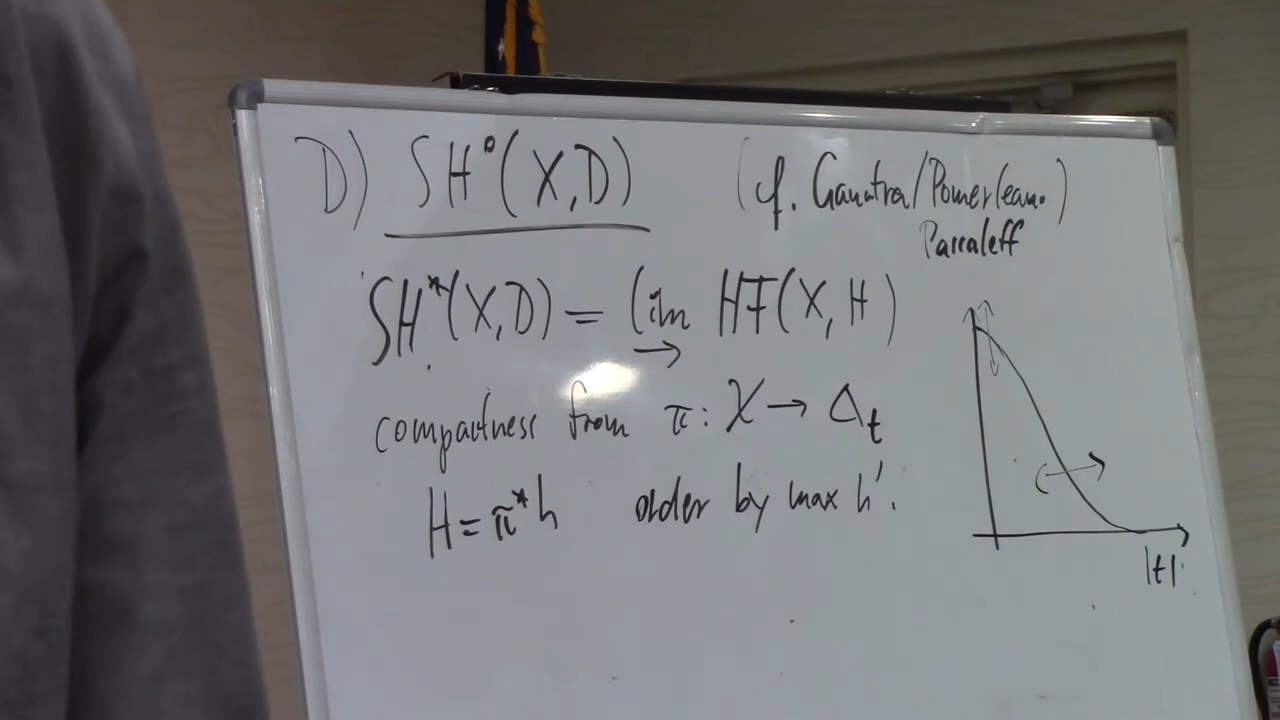 D) SH°(X,D) (cf. Ganatra/Pomerleano)
Pascaleff
SH*(X,D) = lim HF(X,H)
→
compactness from π: X → Δt
H = π*h order by max h'.
|t|